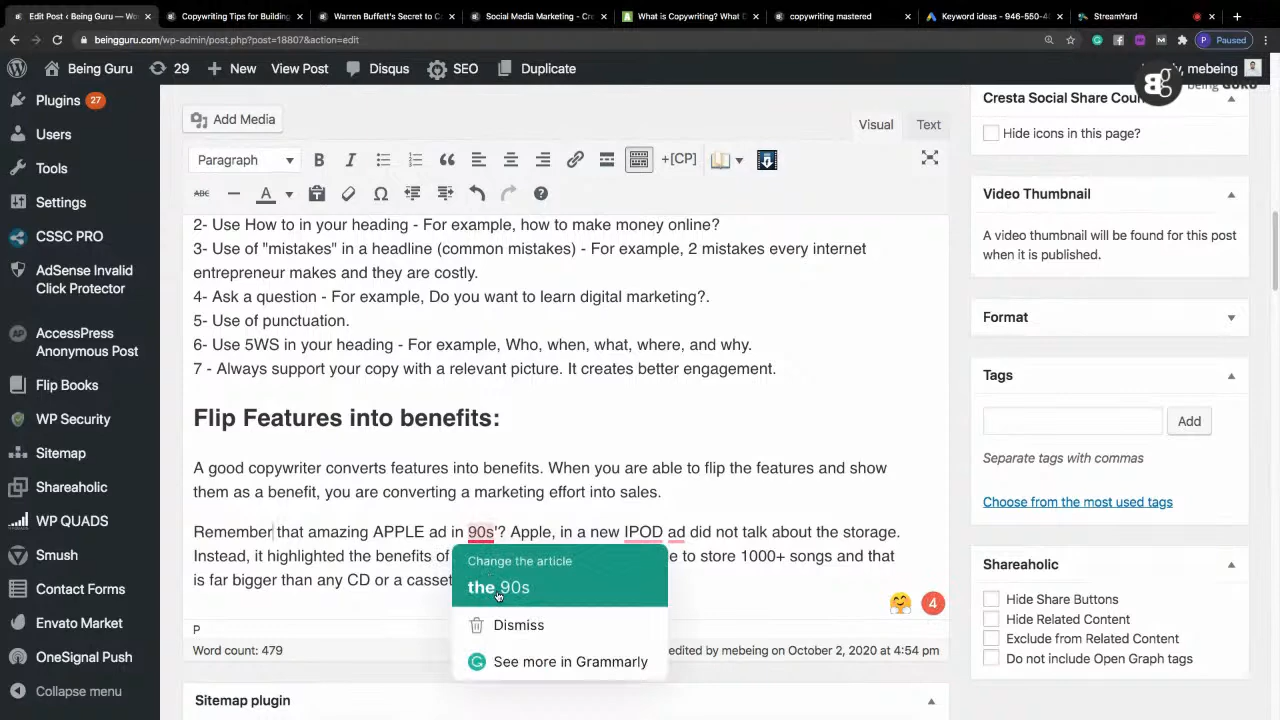 Edit Post ‹ Being Guru — Wo
Copywriting Tips for Building
Warren Buffett's Secret to C
Social Media Marketing - Cre
What is Copywriting? What D
copywriting mastered
Keyword ideas - 946-550-4
StreamYard
beingguru.com/wp-admin/post.php?post=18807&action=edit
Paused
Being Guru
29
New
View Post
Disqus
SEO
Duplicate
mebeing
being GURU
Plugins 27
Users
Tools
Settings
CSSC PRO
AdSense Invalid
Click Protector
AccessPress
Anonymous Post
Flip Books
WP Security
Sitemap
Shareaholic
WP QUADS
Smush
Contact Forms
Envato Market
OneSignal Push
Collapse menu
Add Media
Visual
Text
Paragraph
+[CP]
ABC
2- Use How to in your heading - For example, how to make money online?
3- Use of "mistakes" in a headline (common mistakes) - For example, 2 mistakes every internet
entrepreneur makes and they are costly.
4- Ask a question - For example, Do you want to learn digital marketing?.
5- Use of punctuation.
6- Use 5WS in your heading - For example, Who, when, what, where, and why.
7 - Always support your copy with a relevant picture. It creates better engagement.
Flip Features into benefits:
A good copywriter converts features into benefits. When you are able to flip the features and show
them as a benefit, you are converting a marketing effort into sales.
Remember that amazing APPLE ad in 90s'? Apple, in a new IPOD ad did not talk about the storage.
Instead, it highlighted the benefits of
e to store 1000+ songs and that
is far bigger than any CD or a casset
Change the article
the 90s
Dismiss
See more in Grammarly
4
P
Word count: 479
edited by mebeing on October 2, 2020 at 4:54 pm
Sitemap plugin
Cresta Social Share Coun
Hide icons in this page?
Video Thumbnail
A video thumbnail will be found for this post
when it is published.
Format
Tags
Add
Separate tags with commas
Choose from the most used tags
Shareaholic
Hide Share Buttons
Hide Related Content
Exclude from Related Content
Do not include Open Graph tags